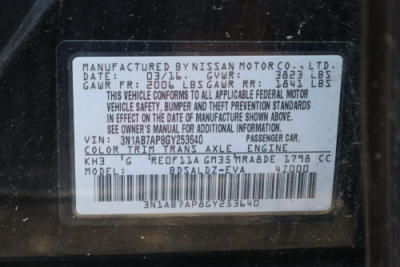 MANUFACTURED BY NISSAN MOTOR CO., LTD.
DATE: 03/16. GVWR: 3823 LBS
GAWR FR: 2006 LBS GAWR RR: 1841 LBS
THIS VEHICLE CONFORMS TO ALL APPLICABLE
FEDERAL MOTOR
VEHICLE SAFETY, BUMPER AND THEFT PREVENTION
STANDARDS IN EFFECT
ON THE DATE OF MANUFACTURE SHOWN ABOVE.
SEE OWNER'S MANUAL FOR ADDITIONAL INFORMATION
VIN: 3N1AB7AP8GY253640 PASSENGER CAR.
COLOR TRIM TRANS AXLE ENGINE
KH3 G RE0F11A GM35 MRA8DE 1798 CC
MODEL BDSALDZ-EVA 4Z000
3N1AB7AP8GY253640